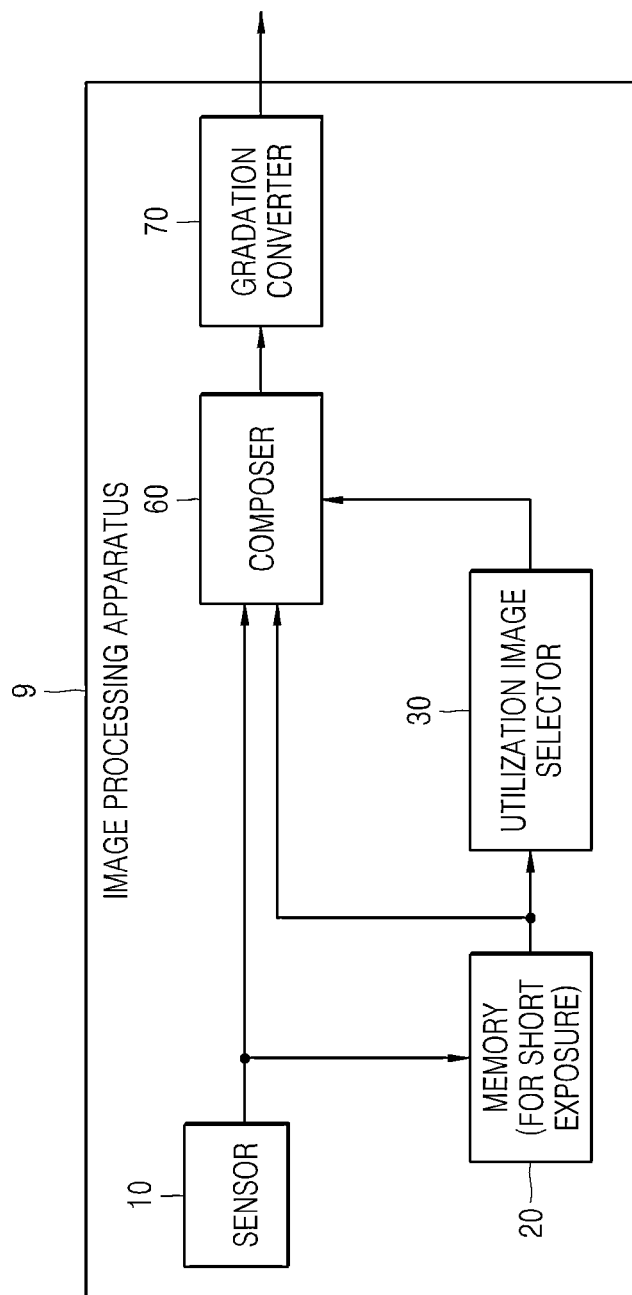 9
IMAGE PROCESSING APPARATUS
10
SENSOR
60
COMPOSER
70
GRADATION
CONVERTER
20
MEMORY
(FOR SHORT
EXPOSURE)
30
UTILIZATION IMAGE
SELECTOR